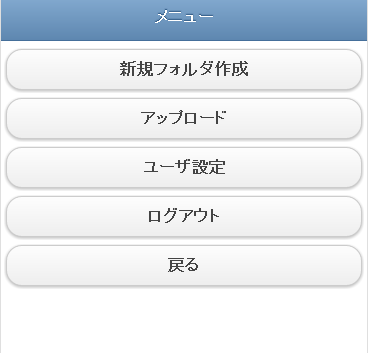 メニュー
新規フォルダ作成
アップロード
ユーザ設定
ログアウト
戻る